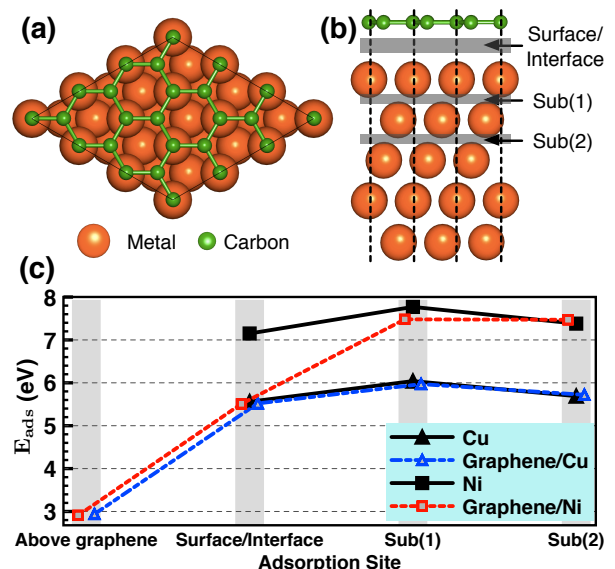 (a)
(b)
Surface/
Interface
Sub(1)
Sub(2)
Metal
Carbon
(c)
8
7
6
5
4
3
E_ads (eV)
Cu
Graphene/Cu
Ni
Graphene/Ni
Above graphene
Surface/Interface
Sub(1)
Sub(2)
Adsorption Site